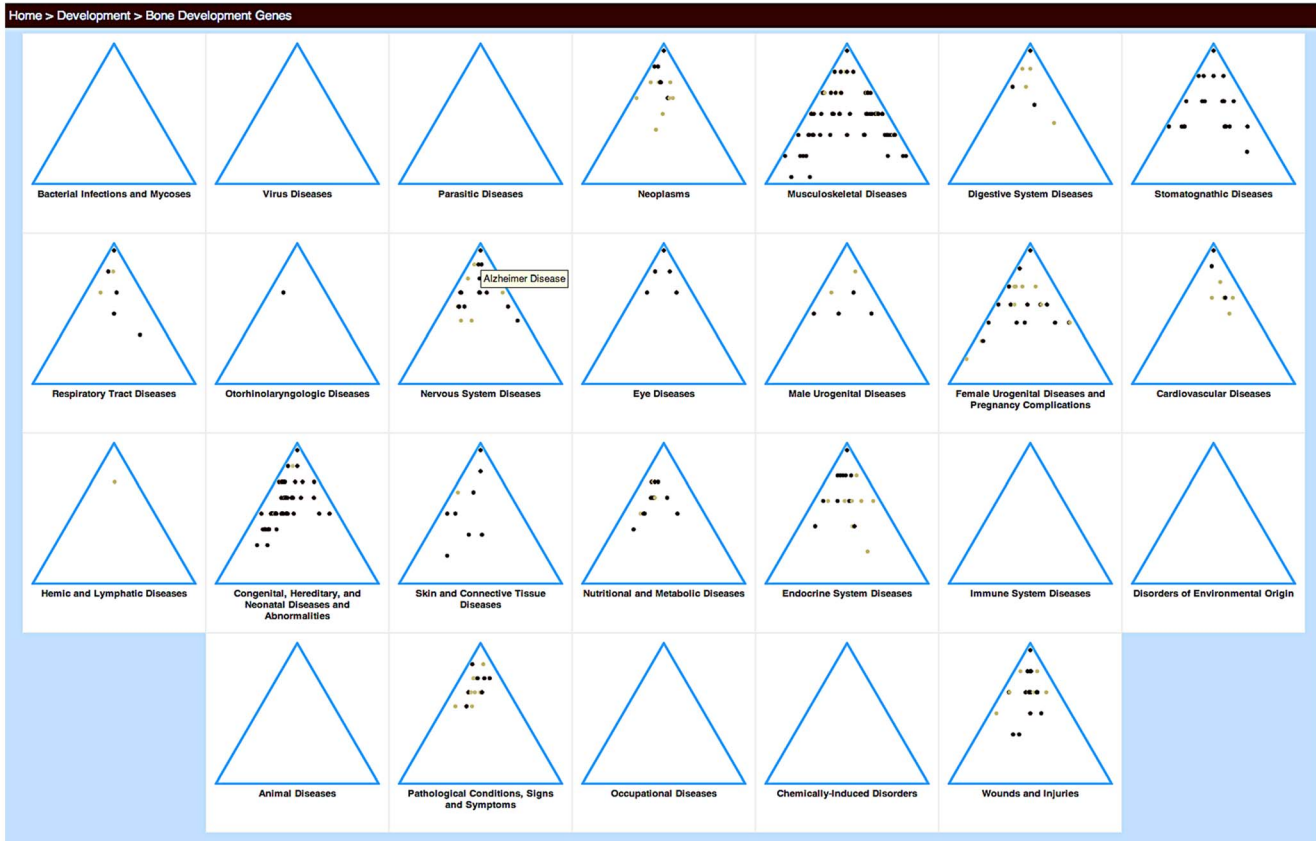 Home > Development > Bone Development Genes
Bacterial Infections and Mycoses
Virus Diseases
Parasitic Diseases
Neoplasms
Musculoskeletal Diseases
Digestive System Diseases
Stomatognathic Diseases
Alzheimer Disease
Respiratory Tract Diseases
Otorhinolaryngologic Diseases
Nervous System Diseases
Eye Diseases
Male Urogenital Diseases
Female Urogenital Diseases and
Pregnancy Complications
Cardiovascular Diseases
Hemic and Lymphatic Diseases
Congenital, Hereditary, and
Neonatal Diseases and
Abnormalities
Skin and Connective Tissue
Diseases
Nutritional and Metabolic Diseases
Endocrine System Diseases
Immune System Diseases
Disorders of Environmental Origin
Animal Diseases
Pathological Conditions, Signs
and Symptoms
Occupational Diseases
Chemically-Induced Disorders
Wounds and Injuries